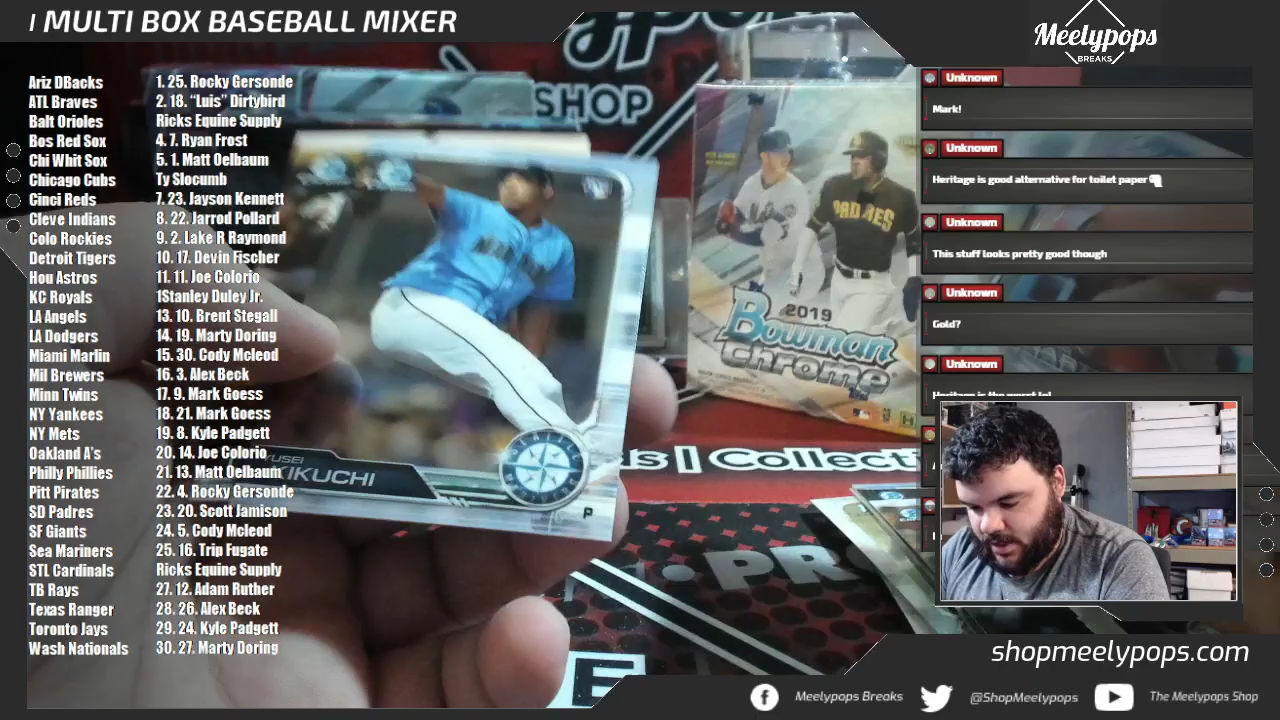 MULTI BOX BASEBALL MIXER
Meelypops
BREAKS
Ariz DBacks 1. 25. Rocky Gersonde
ATL Braves 2. 18. "Luis" Dirtybird
Balt Orioles Ricks Equine Supply
Bos Red Sox 4. 7. Ryan Frost
Chi Whit Sox 5. 1. Matt Oelbaum
Chicago Cubs Ty Slocumb
Cinci Reds 7. 23. Jayson Kennett
Cleve Indians 8. 22. Jarrod Pollard
Colo Rockies 9. 2. Lake R Raymond
Detroit Tigers 10. 17. Devin Fischer
Hou Astros 11. 11. Joe Colorio
KC Royals 1Stanley Duley Jr.
LA Angels 13. 10. Brent Stegall
LA Dodgers 14. 19. Marty Doring
Miami Marlin 15. 30. Cody Mcleod
Mil Brewers 16. 3. Alex Beck
Minn Twins 17. 9. Mark Goess
NY Yankees 18. 21. Mark Goess
NY Mets 19. 8. Kyle Padgett
Oakland A's 20. 14. Joe Colorio
Philly Phillies 21. 13. Matt Oelbaum
Pitt Pirates 22. 4. Rocky Gersonde
SD Padres 23. 20. Scott Jamison
SF Giants 24. 5. Cody Mcleod
Sea Mariners 25. 16. Trip Fugate
STL Cardinals Ricks Equine Supply
TB Rays 27. 12. Adam Ruther
Texas Ranger 28. 26. Alex Beck
Toronto Jays 29. 24. Kyle Padgett
Wash Nationals 30. 27. Marty Doring
SHOP
PADRES
2019
Bowman
Chrome
YUSEI
KIKUCHI
P
Collect
PRO
Unknown
Mark!
Unknown
Heritage is good alternative for toilet paper🧻
Unknown
This stuff looks pretty good though
Unknown
Gold?
Unknown
Heritage is the worst lol
shopmeelypops.com
Meelypops Breaks
@ShopMeelypops
The Meelypops Shop